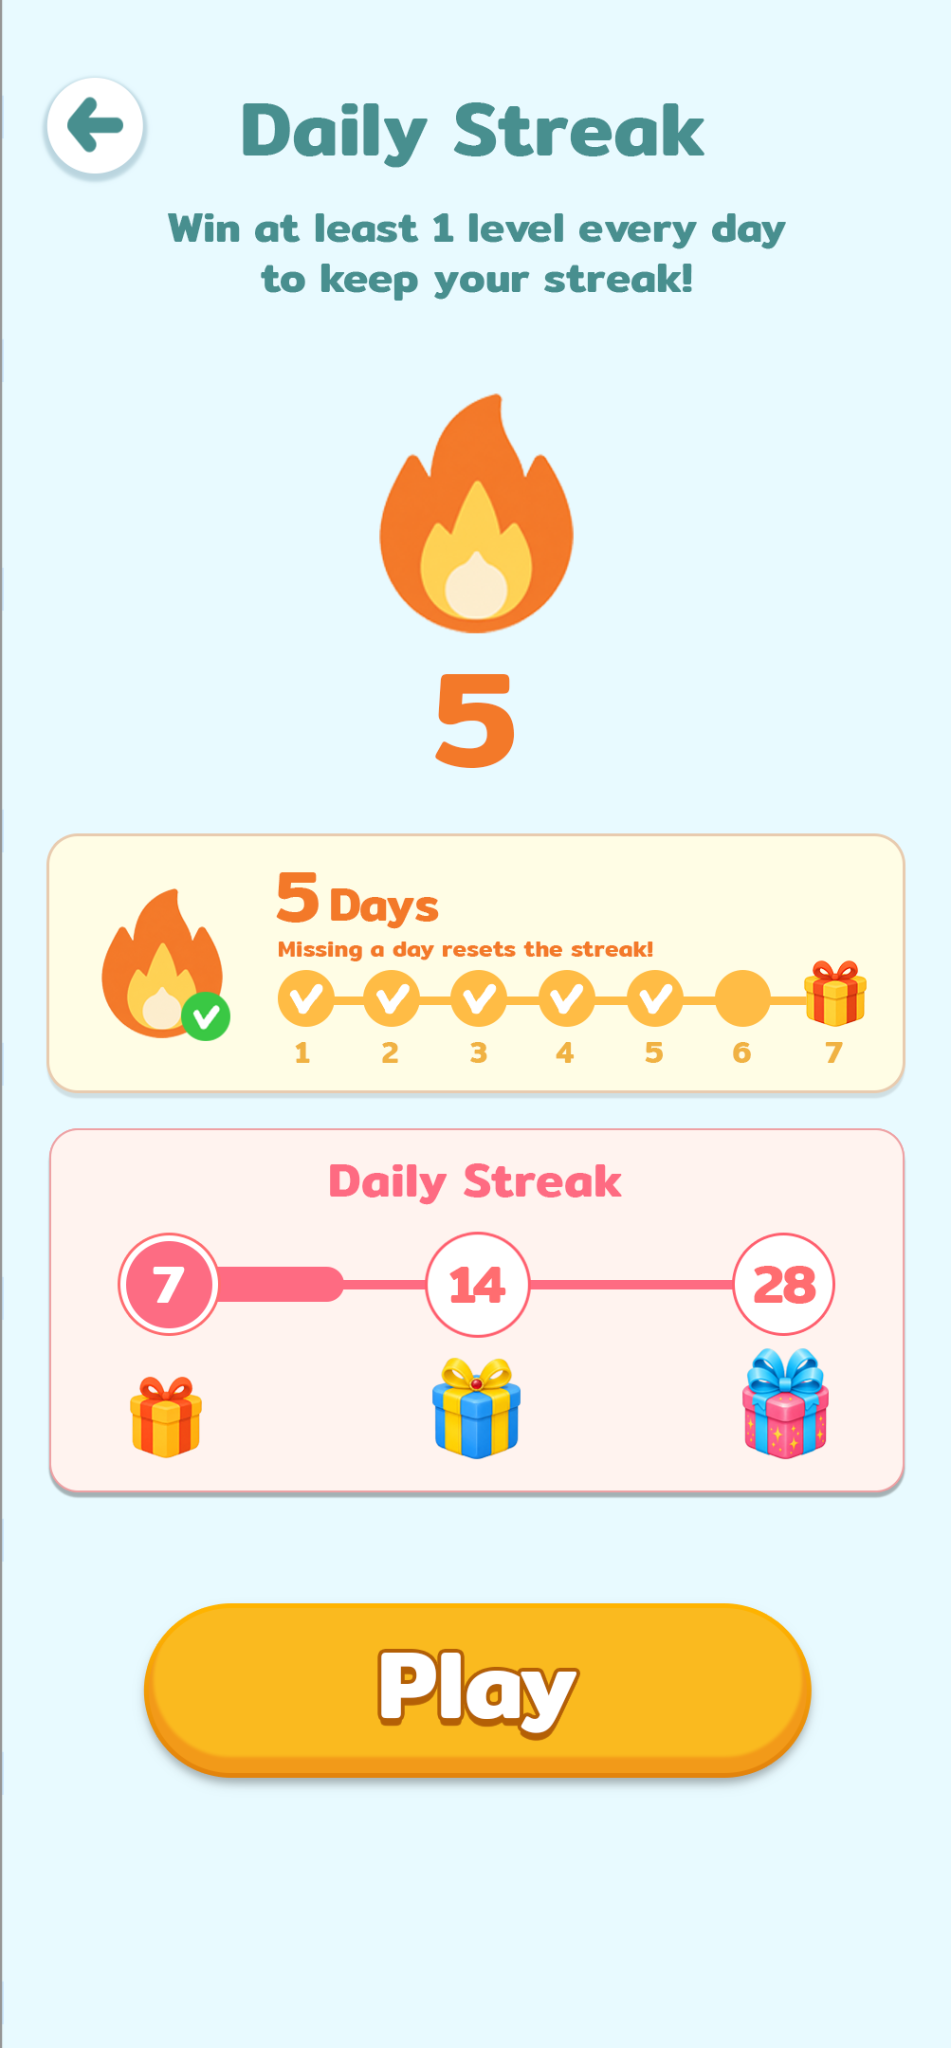 Daily Streak
Win at least 1 level every day
to keep your streak!
5
5 Days
Missing a day resets the streak!
1 2 3 4 5 6 7
Daily Streak
7 14 28
Play